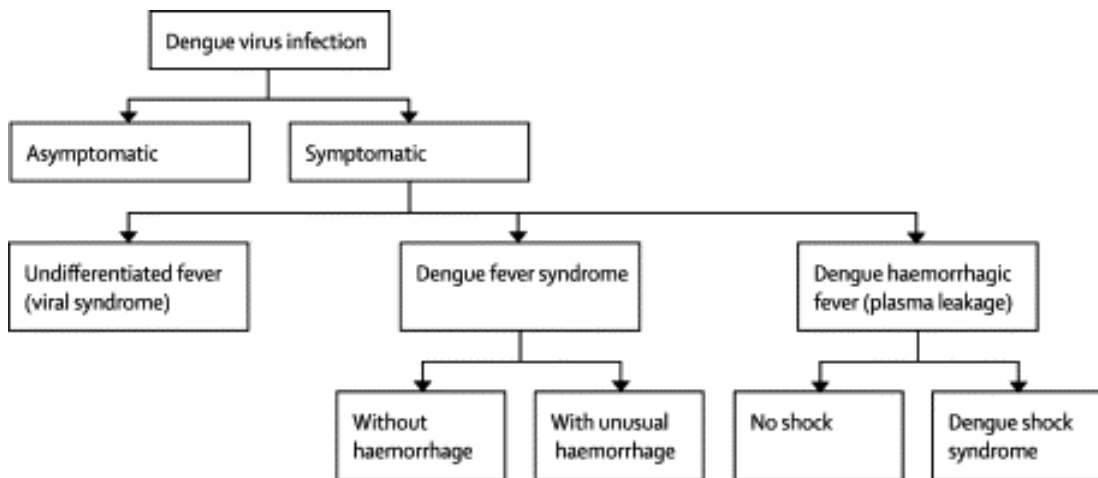 Dengue virus infection
Asymptomatic
Symptomatic
Undifferentiated fever
(viral syndrome)
Dengue fever syndrome
Dengue haemorrhagic
fever (plasma leakage)
Without
haemorrhage
With unusual
haemorrhage
No shock
Dengue shock
syndrome